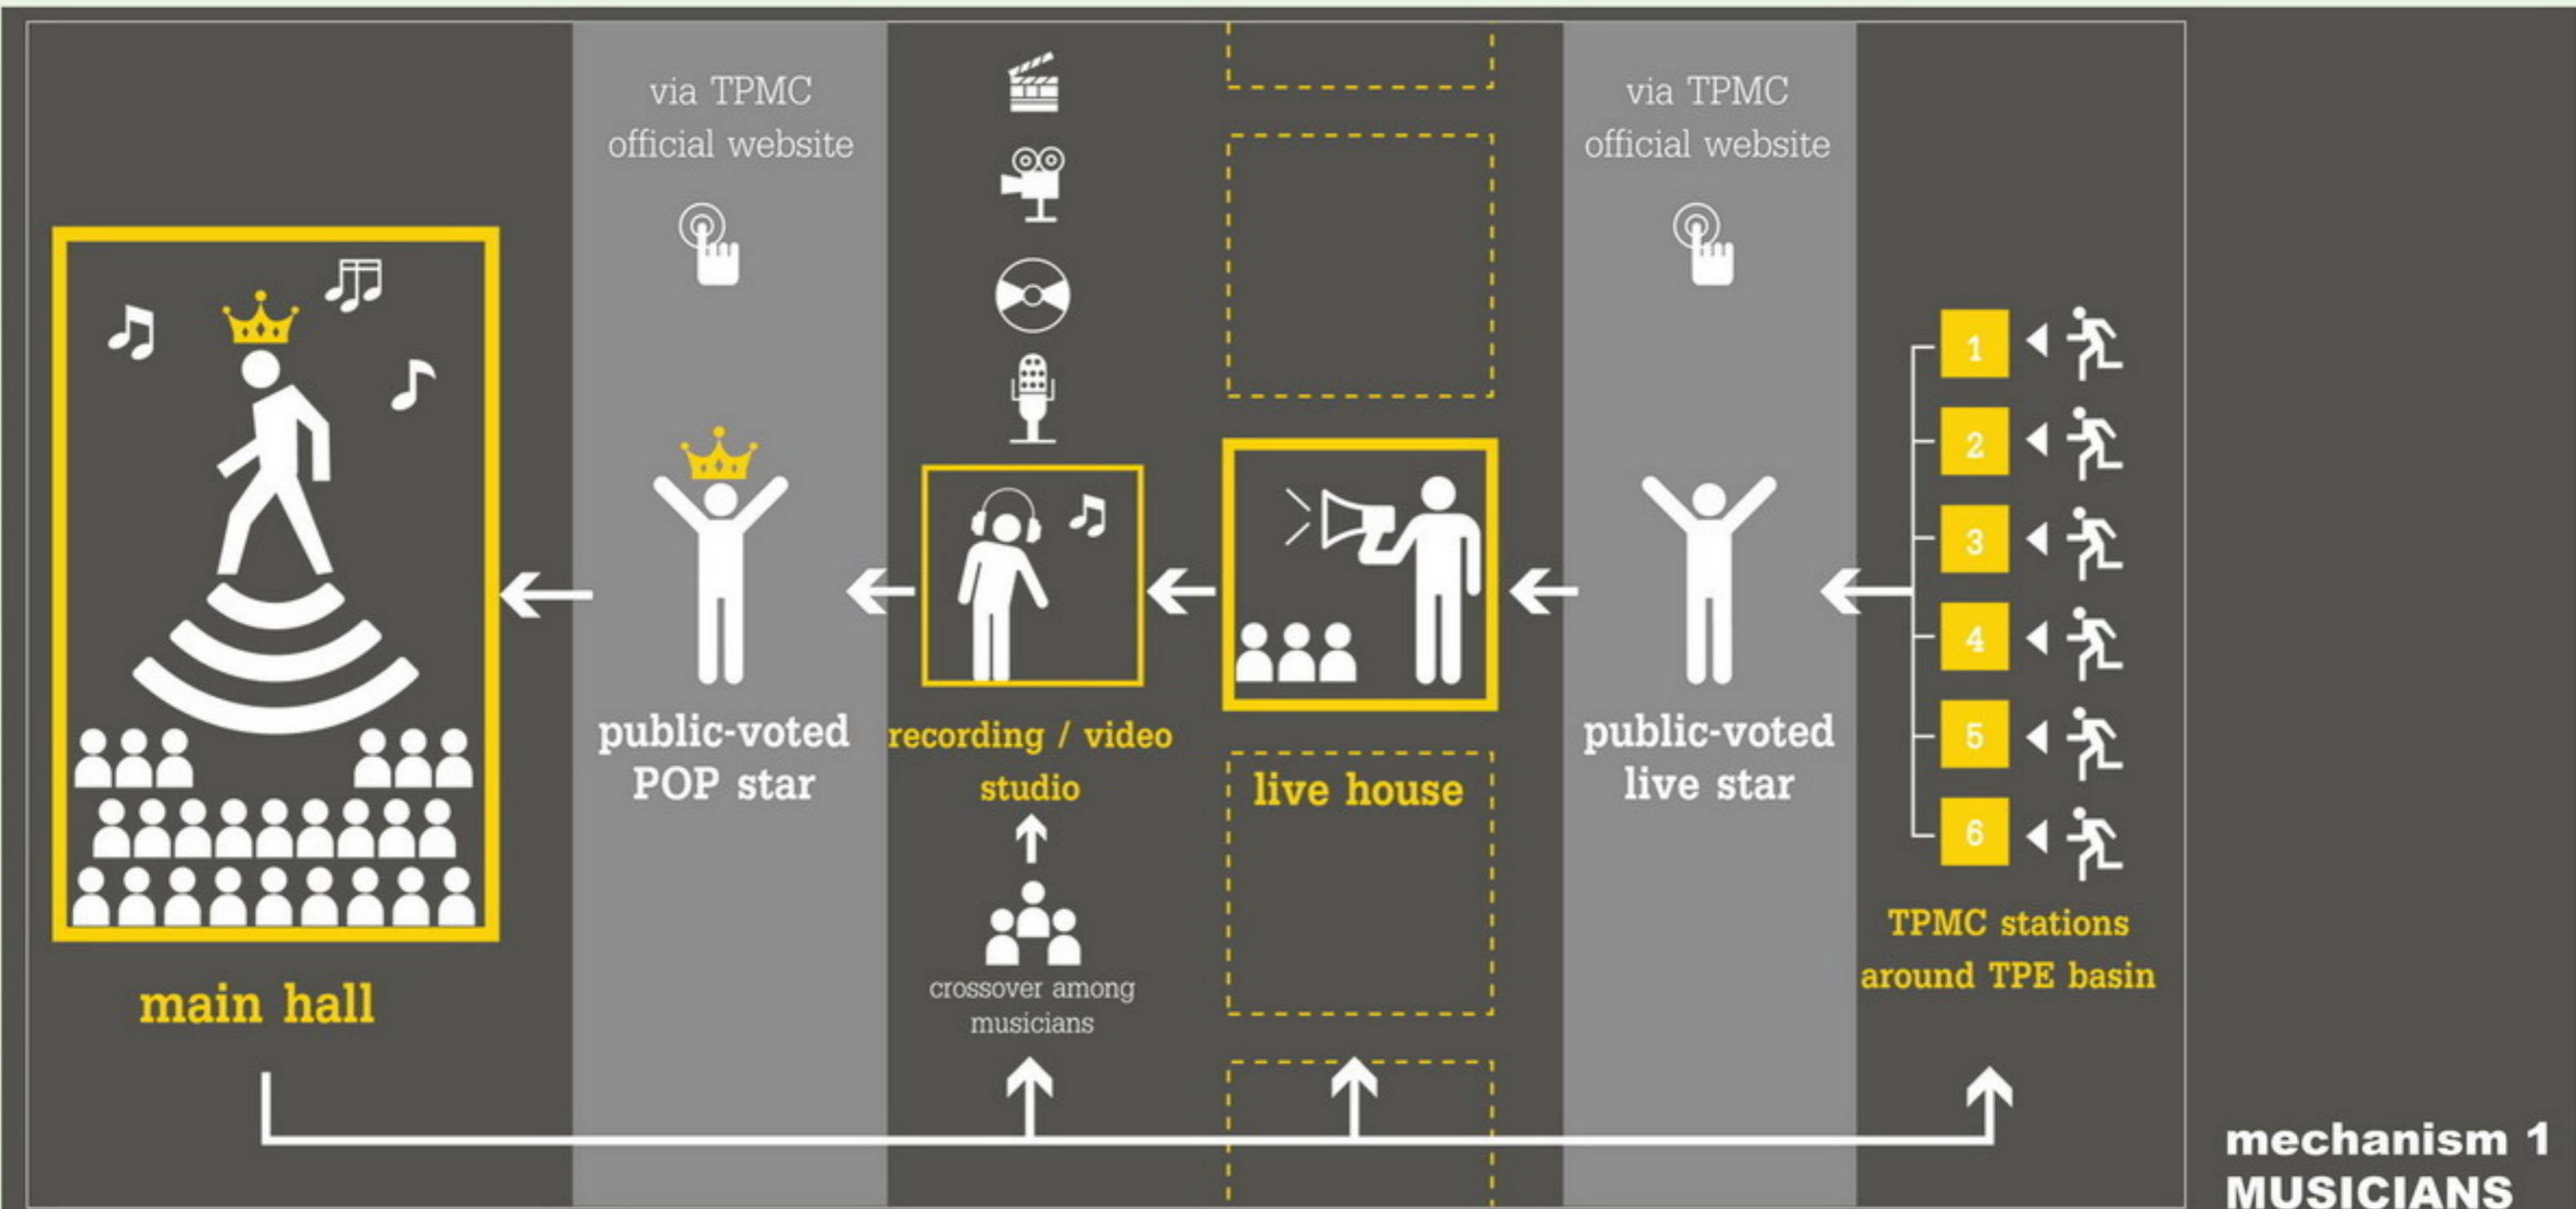 via TPMC
official website
via TPMC
official website
1
2
3
4
5
6
public-voted
POP star
recording / video
studio
live house
public-voted
live star
TPMC stations
around TPE basin
crossover among
musicians
main hall
mechanism 1
MUSICIANS